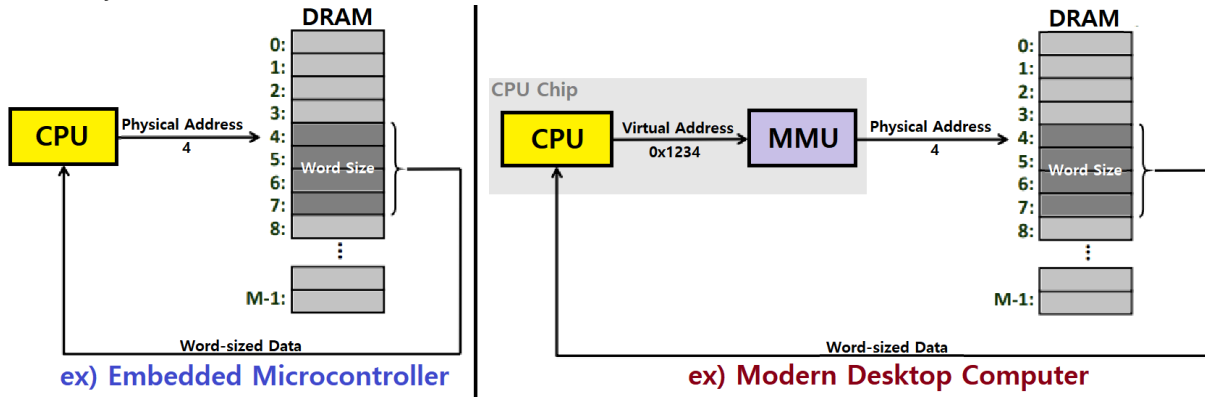 DRAM
0:
1:
2:
3:
4:
5:
6:
7:
8:
...
M-1:
CPU
Physical Address
4
Word Size
Word-sized Data
ex) Embedded Microcontroller
DRAM
0:
1:
2:
3:
4:
5:
6:
7:
8:
...
M-1:
CPU Chip
CPU
Virtual Address
0x1234
MMU
Physical Address
4
Word Size
Word-sized Data
ex) Modern Desktop Computer